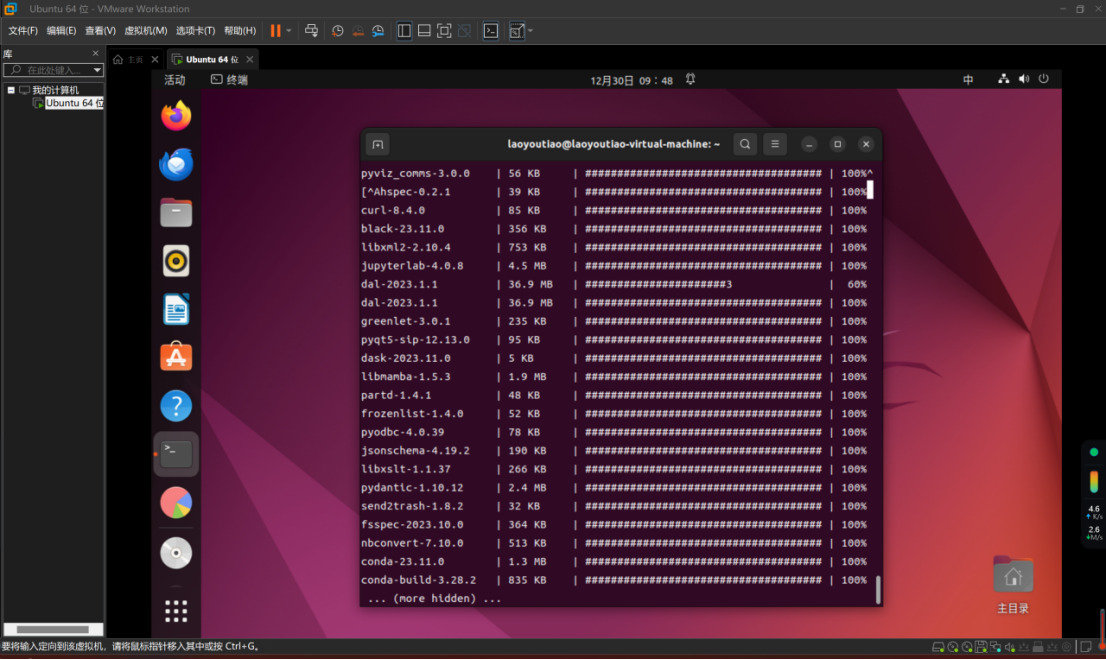 Ubuntu 64 位 - VMware Workstation
文件(F) 编辑(E) 查看(V) 虚拟机(M) 选项卡(T) 帮助(H)
库
在此处键入...
我的计算机
Ubuntu 64 位
主页
Ubuntu 64 位
活动
终端
12月30日 09：48
中
laoyoutiao@laoyoutiao-virtual-machine: ~
pyviz_comms-3.0.0 | 56 KB | ##################################### | 100%^
[^Ahspec-0.2.1 | 39 KB | ##################################### | 100%
curl-8.4.0 | 85 KB | ##################################### | 100%
black-23.11.0 | 356 KB | ##################################### | 100%
libxml2-2.10.4 | 753 KB | ##################################### | 100%
jupyterlab-4.0.8 | 4.5 MB | ##################################### | 100%
dal-2023.1.1 | 36.9 MB | ######################3 | 60%
dal-2023.1.1 | 36.9 MB | ##################################### | 100%
greenlet-3.0.1 | 235 KB | ##################################### | 100%
pyqt5-sip-12.13.0 | 95 KB | ##################################### | 100%
dask-2023.11.0 | 5 KB | ##################################### | 100%
libmamba-1.5.3 | 1.9 MB | ##################################### | 100%
partd-1.4.1 | 48 KB | ##################################### | 100%
frozenlist-1.4.0 | 52 KB | ##################################### | 100%
pyodbc-4.0.39 | 78 KB | ##################################### | 100%
jsonschema-4.19.2 | 190 KB | ##################################### | 100%
libxslt-1.1.37 | 266 KB | ##################################### | 100%
pydantic-1.10.12 | 2.4 MB | ##################################### | 100%
send2trash-1.8.2 | 32 KB | ##################################### | 100%
fsspec-2023.10.0 | 364 KB | ##################################### | 100%
nbconvert-7.10.0 | 513 KB | ##################################### | 100%
conda-23.11.0 | 1.3 MB | ##################################### | 100%
conda-build-3.28.2 | 835 KB | ##################################### | 100%
... (more hidden) ...
主目录
4.6
K/s
2.6
M/s
要将输入定向到该虚拟机，请将鼠标指针移入其中或按 Ctrl+G。